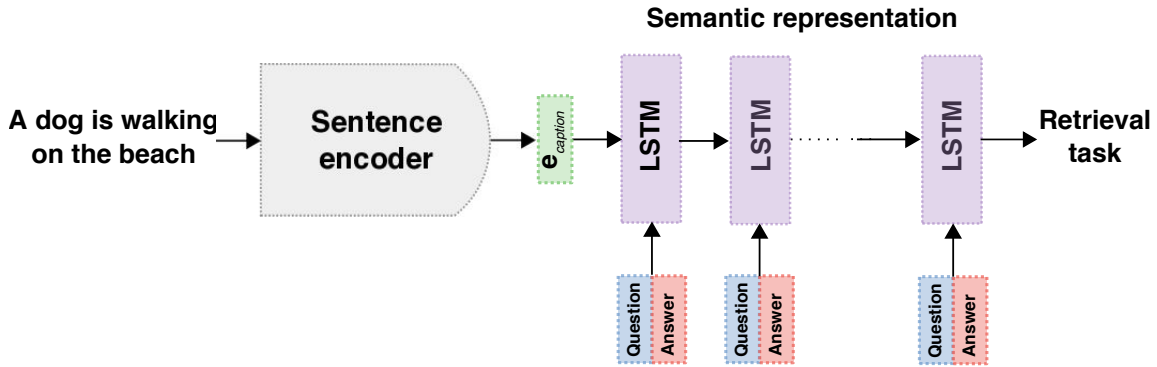 Semantic representation
A dog is walking
on the beach
Sentence
encoder
e caption
LSTM
LSTM
LSTM
Retrieval
task
Question
Answer
Question
Answer
Question
Answer